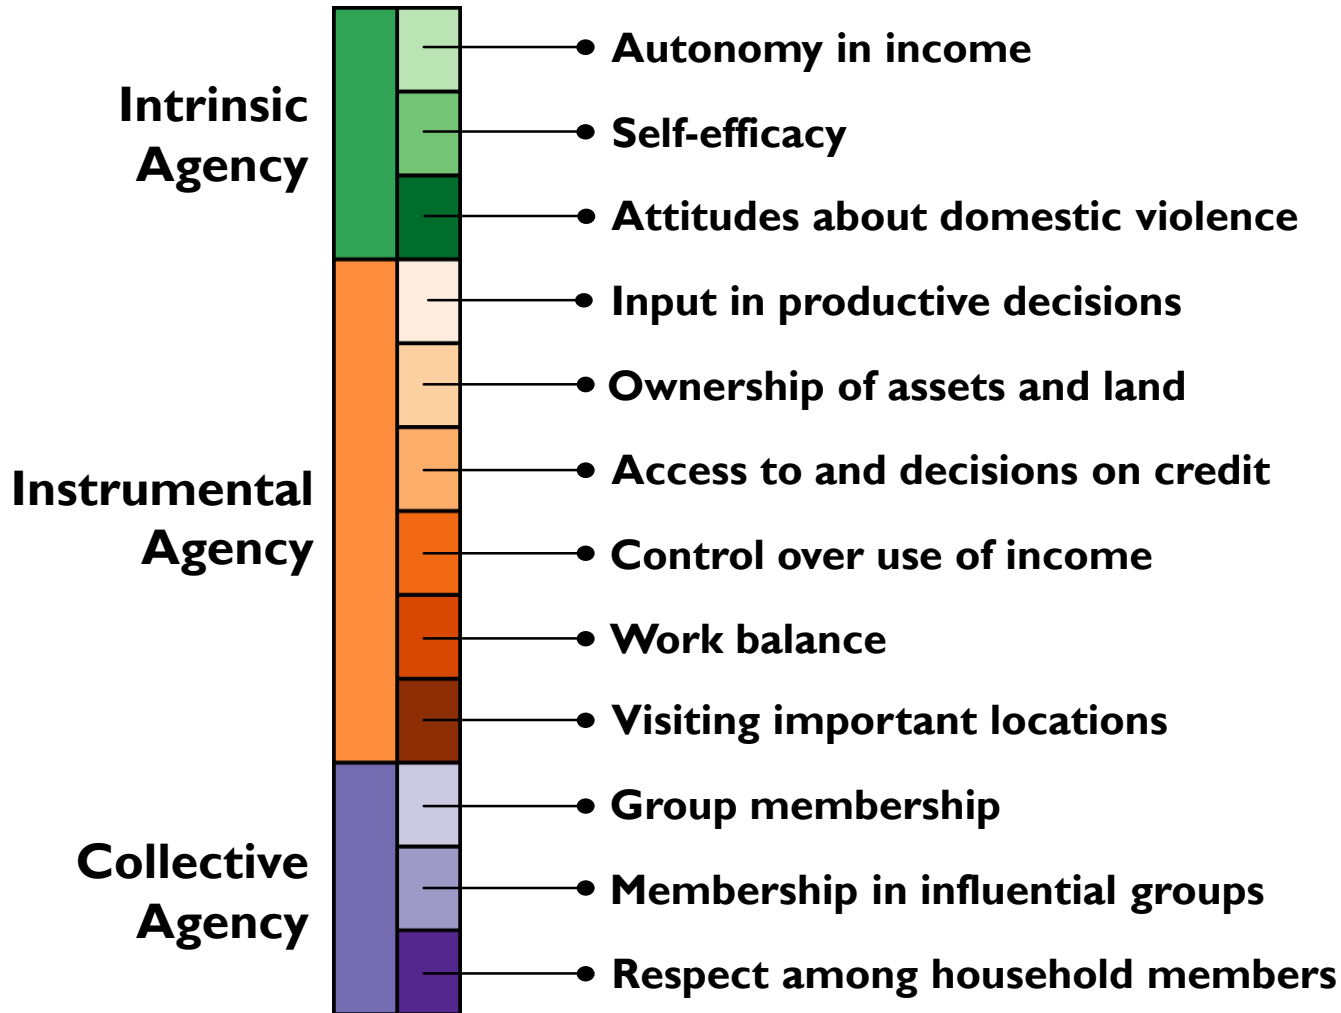 Intrinsic
Agency
Autonomy in income
Self-efficacy
Attitudes about domestic violence
Instrumental
Agency
Input in productive decisions
Ownership of assets and land
Access to and decisions on credit
Control over use of income
Work balance
Visiting important locations
Collective
Agency
Group membership
Membership in influential groups
Respect among household members